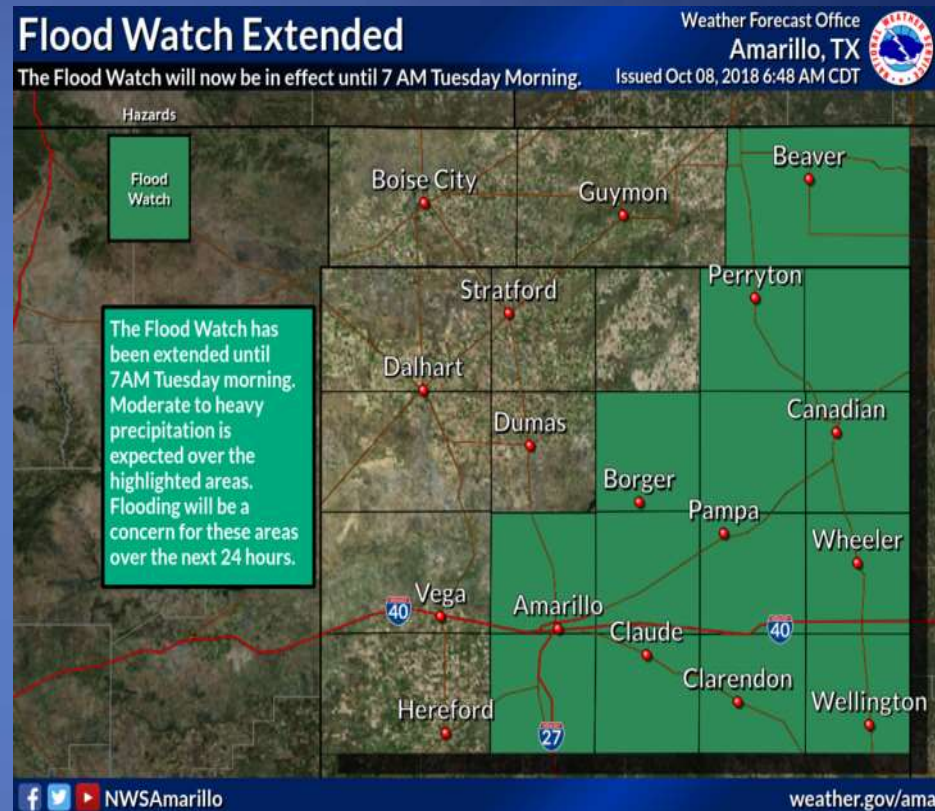 Flood Watch Extended
The Flood Watch will now be in effect until 7 AM Tuesday Morning.
Weather Forecast Office
Amarillo, TX
Issued Oct 08, 2018 6:48 AM CDT
NATIONAL WEATHER SERVICE
Hazards
Flood
Watch
Boise City
Guymon
Beaver
Perryton
Stratford
The Flood Watch has
been extended until
7AM Tuesday morning.
Moderate to heavy
precipitation is
expected over the
highlighted areas.
Flooding will be a
concern for these areas
over the next 24 hours.
Dalhart
Dumas
Canadian
Borger
Pampa
Wheeler
Vega
40
Amarillo
40
Claude
Clarendon
Hereford
27
Wellington
NWSAmarillo
weather.gov/ama